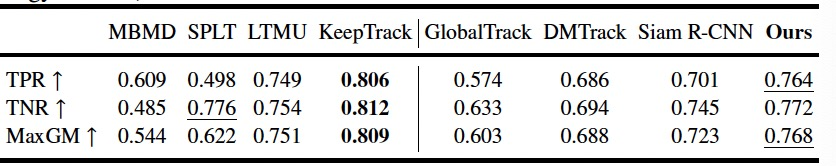 MBMD SPLT LTMU KeepTrack GlobalTrack DMTrack Siam R-CNN Ours
TPR ↑ 0.609 0.498 0.749 0.806 0.574 0.686 0.701 0.764
TNR ↑ 0.485 0.776 0.754 0.812 0.633 0.694 0.745 0.772
MaxGM ↑ 0.544 0.622 0.751 0.809 0.603 0.688 0.723 0.768